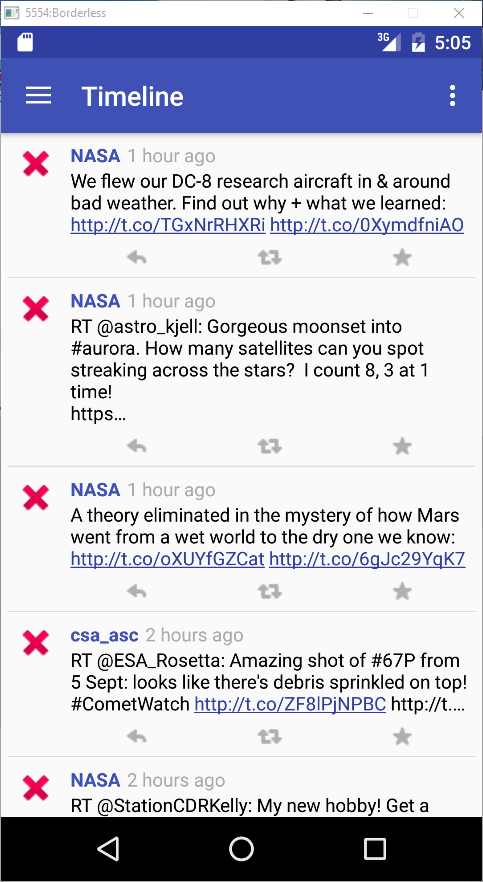 5554:Borderless
3G 5:05
Timeline
NASA 1 hour ago
We flew our DC-8 research aircraft in & around
bad weather. Find out why + what we learned:
http://t.co/TGxNrRHXRi http://t.co/0XymdfniAO
NASA 1 hour ago
RT @astro_kjell: Gorgeous moonset into
#aurora. How many satellites can you spot
streaking across the stars?  I count 8, 3 at 1
time!
https…
NASA 1 hour ago
A theory eliminated in the mystery of how Mars
went from a wet world to the dry one we know:
http://t.co/oXUYfGZCat http://t.co/6gJc29YqK7
csa_asc 2 hours ago
RT @ESA_Rosetta: Amazing shot of #67P from
5 Sept: looks like there's debris sprinkled on top!
#CometWatch http://t.co/ZF8lPjNPBC http://t.…
NASA 2 hours ago
RT @StationCDRKelly: My new hobby! Get a